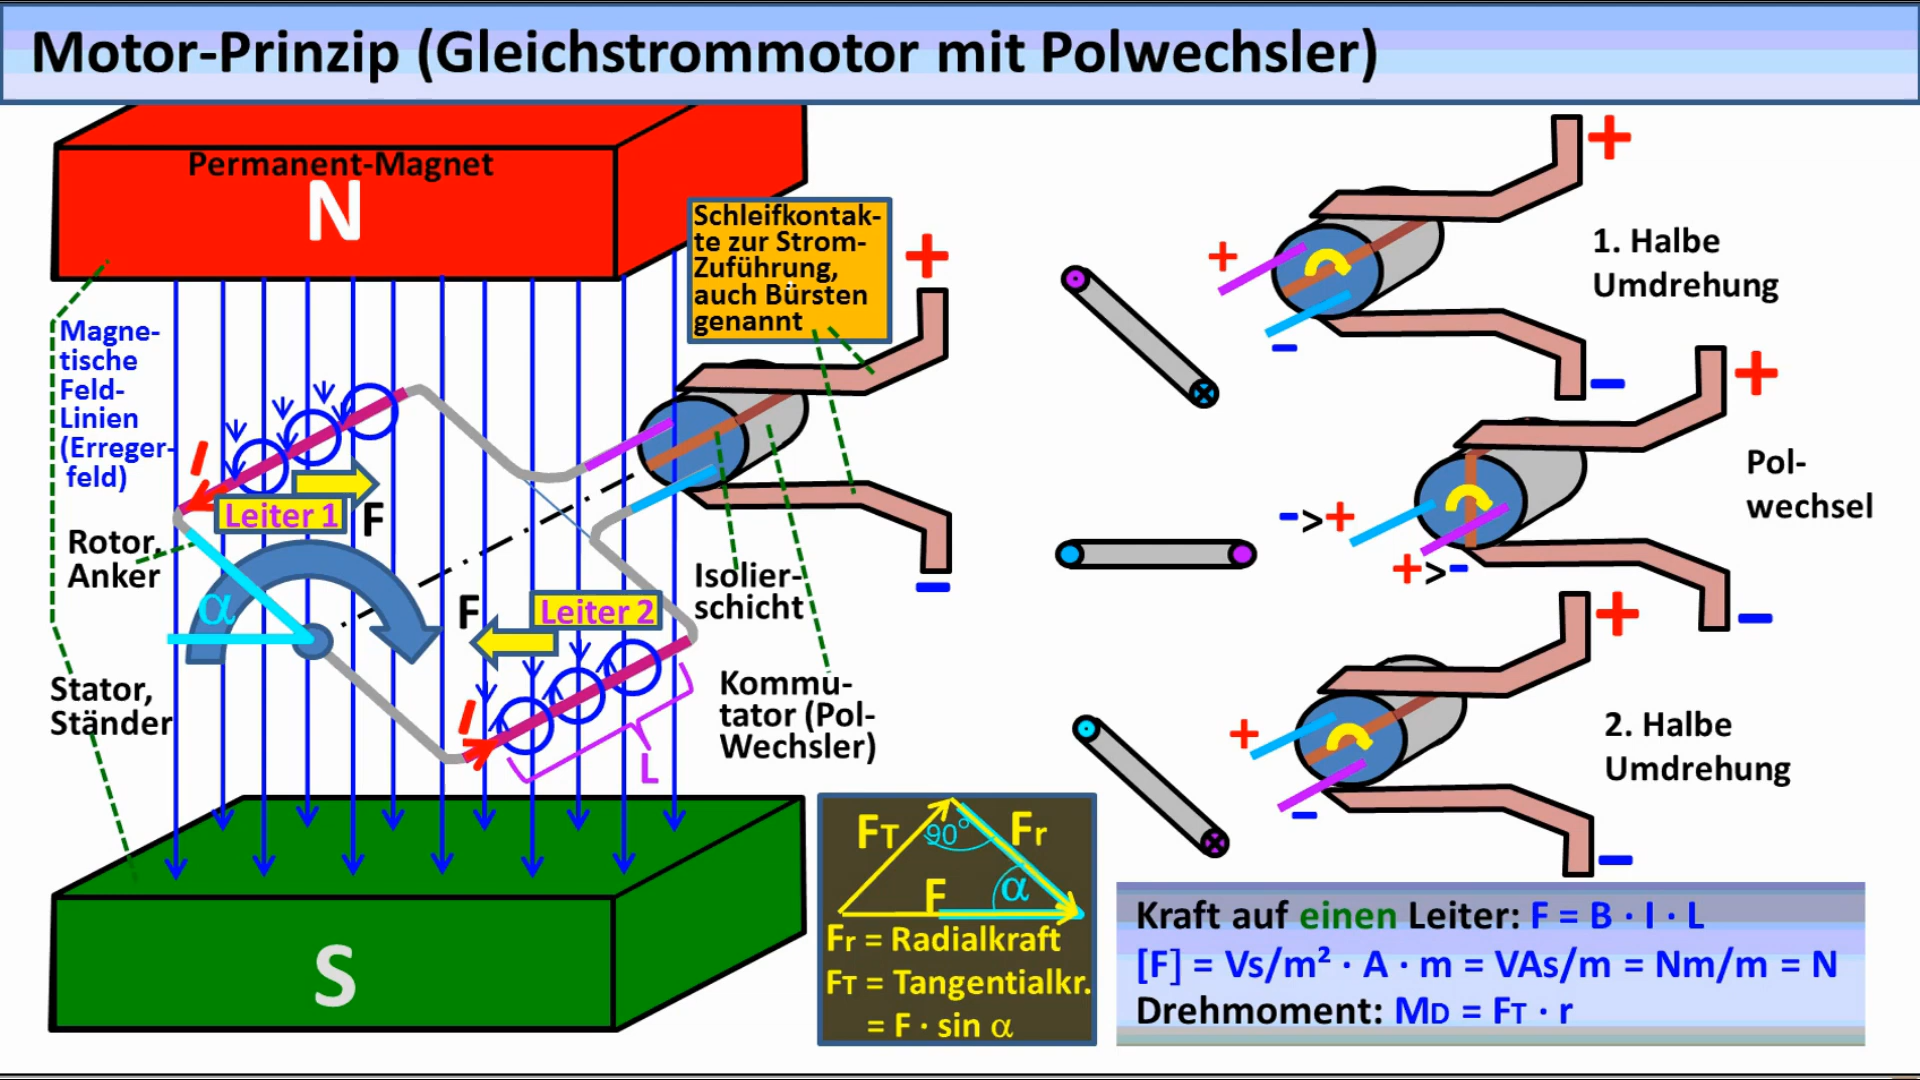 Motor-Prinzip (Gleichstrommotor mit Polwechsler)
Permanent-Magnet
N
Schleifkontak-
te zur Strom-
Zuführung,
auch Bürsten
genannt
+
−
Magne-
tische
Feld-
Linien
(Erreger-
feld)
I
Leiter 1
F
Rotor,
Anker
α
F
Leiter 2
I
L
Isolier-
schicht
Stator,
Ständer
Kommu-
tator (Pol-
Wechsler)
S
+
+
−
−
1. Halbe
Umdrehung
+
->+
+>-
−
Pol-
wechsel
+
+
−
−
2. Halbe
Umdrehung
FT
90°
Fr
F
α
Fr = Radialkraft
FT = Tangentialkr.
= F · sin α
Kraft auf einen Leiter: F = B · I · L
[F] = Vs/m² · A · m = VAs/m = Nm/m = N
Drehmoment: MD = FT · r